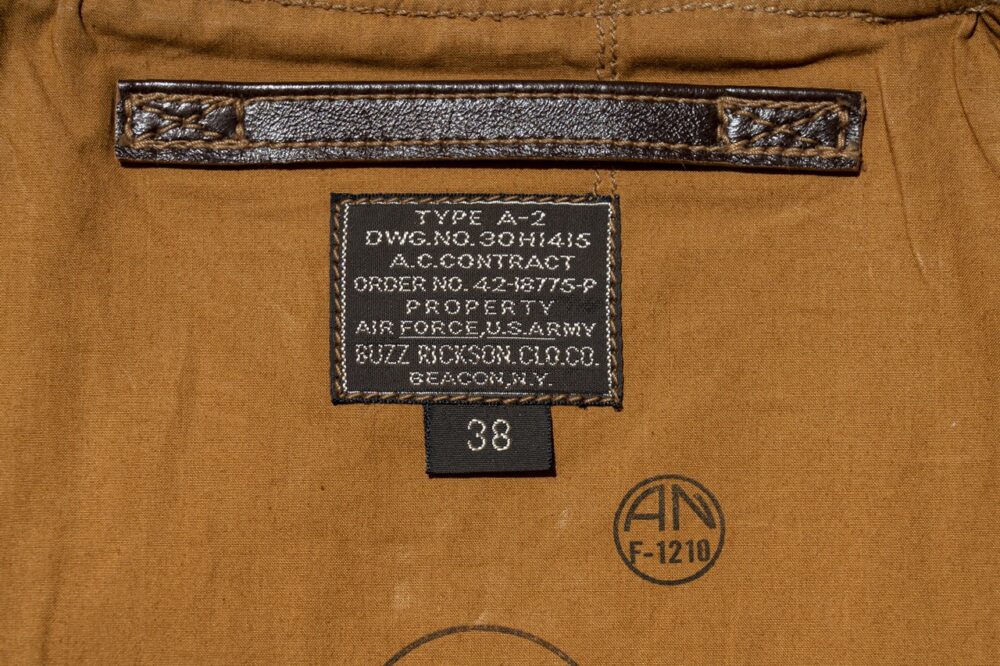 TYPE A-2
DWG.NO. 30H1415
A.C.CONTRACT
ORDER NO. 42-18775-P
PROPERTY
AIR FORCE,U.S.ARMY
BUZZ RICKSON.CLO.CO.
BEACON,N.Y.
38
AN
F-1210